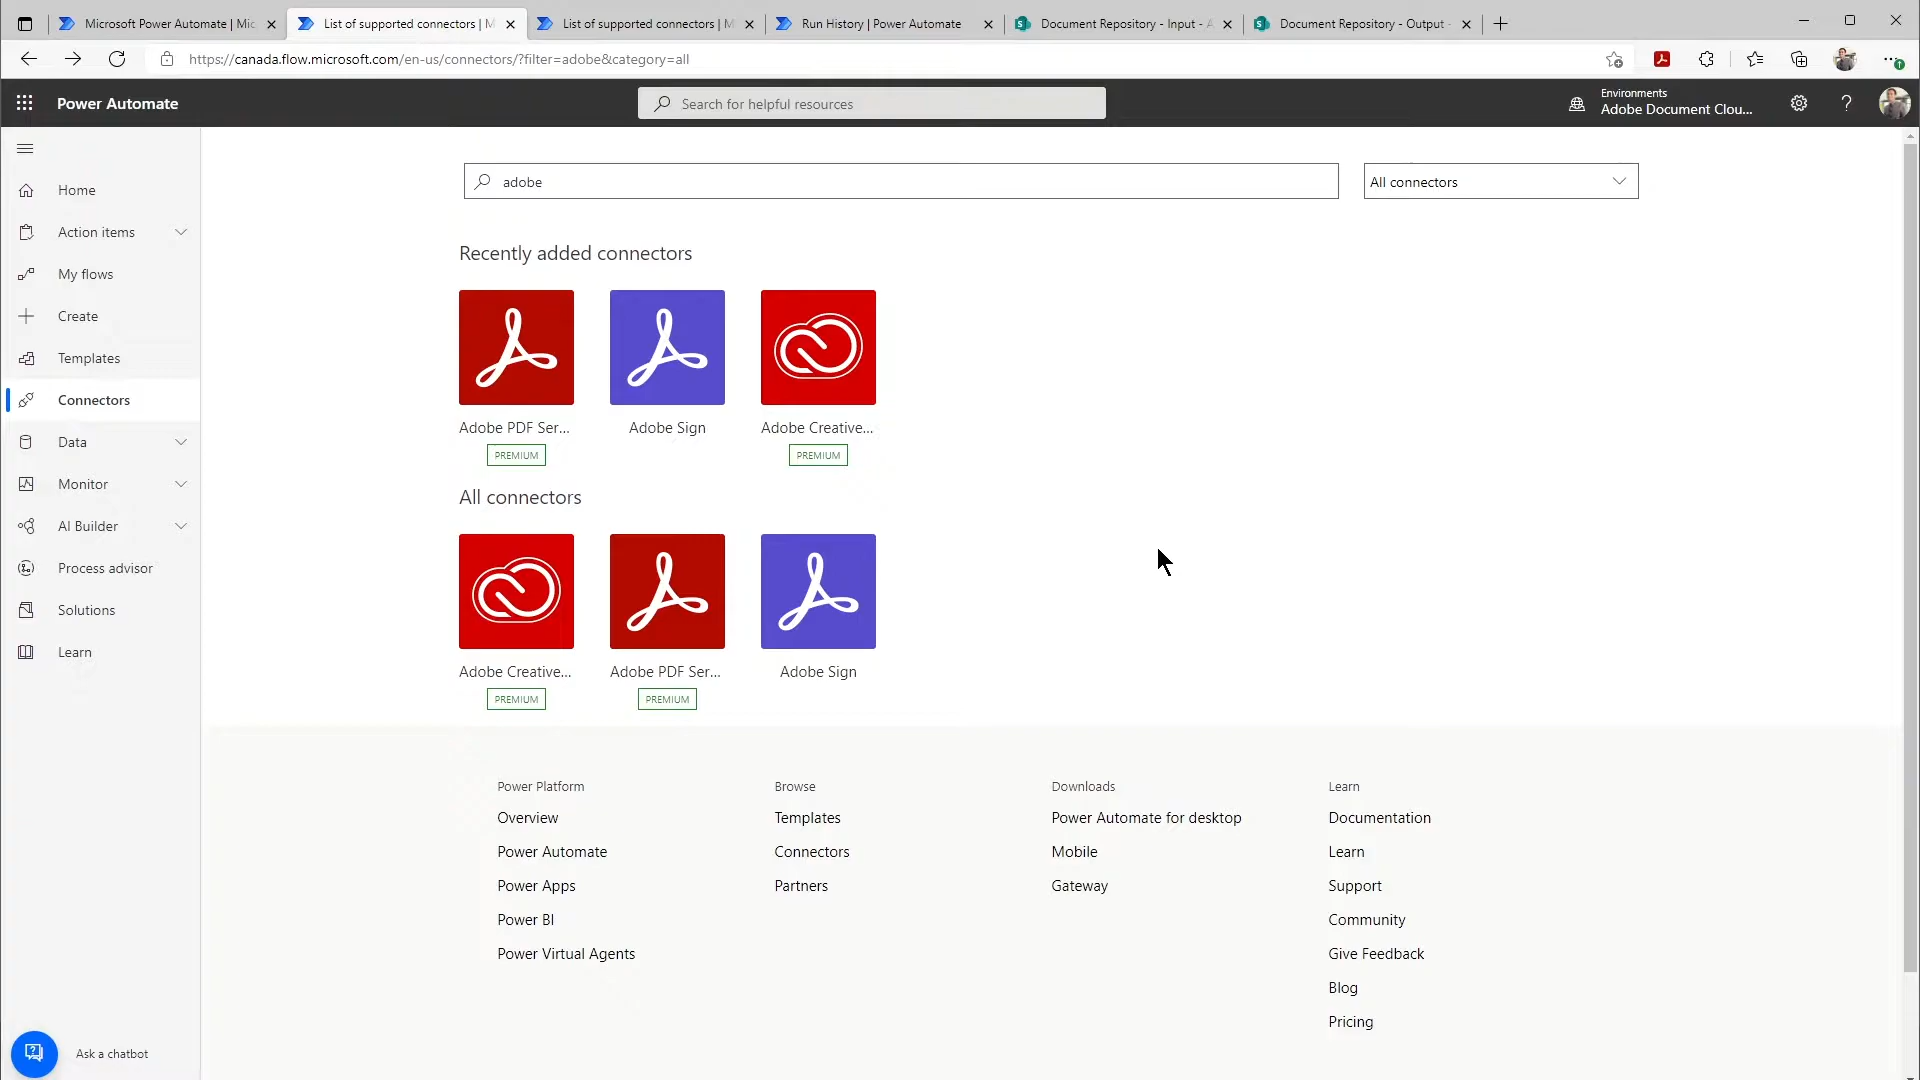 Microsoft Power Automate | Mic
List of supported connectors | M
List of supported connectors | M
Run History | Power Automate
Document Repository - Input - A
Document Repository - Output -
https://canada.flow.microsoft.com/en-us/connectors/?filter=adobe&category=all
Power Automate
Search for helpful resources
Environments
Adobe Document Clou...
Home
Action items
My flows
Create
Templates
Connectors
Data
Monitor
AI Builder
Process advisor
Solutions
Learn
Ask a chatbot
adobe
All connectors
Recently added connectors
Adobe PDF Ser...
PREMIUM
Adobe Sign
Adobe Creative...
PREMIUM
All connectors
Adobe Creative...
PREMIUM
Adobe PDF Ser...
PREMIUM
Adobe Sign
Power Platform
Overview
Power Automate
Power Apps
Power BI
Power Virtual Agents
Browse
Templates
Connectors
Partners
Downloads
Power Automate for desktop
Mobile
Gateway
Learn
Documentation
Learn
Support
Community
Give Feedback
Blog
Pricing